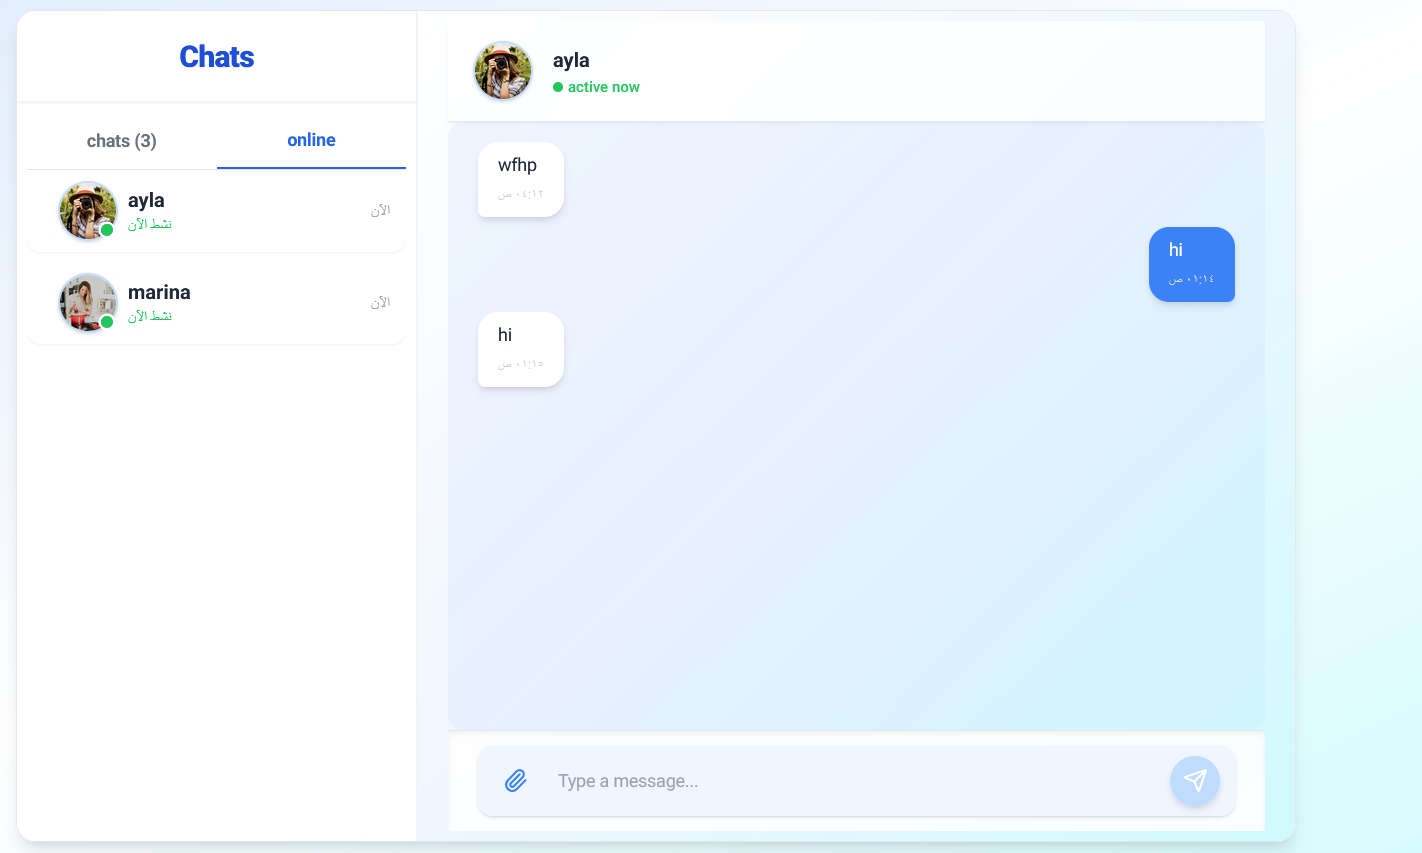 Chats
chats (3)
online
ayla
نشط الآن
الآن
marina
نشط الآن
الآن
ayla
active now
wfhp
٠٤:١٢ ص
hi
٠١:١٤ ص
hi
٠١:١٥ ص
Type a message...